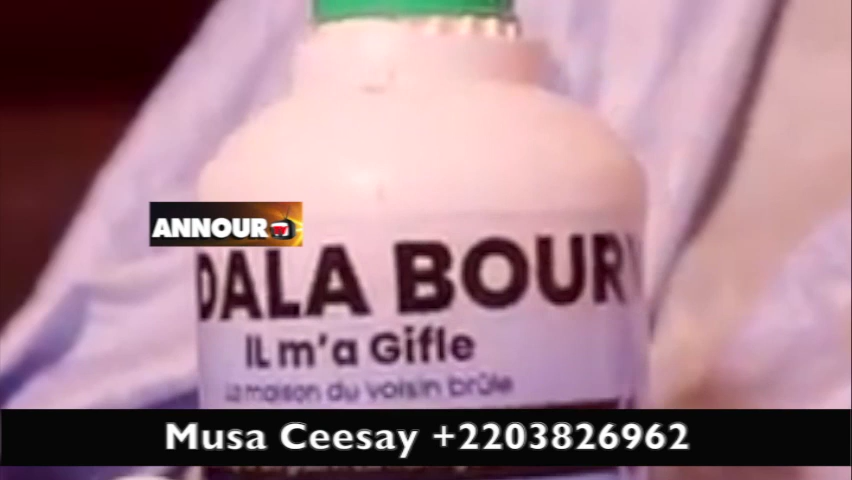 ANNOUR
DALA BOUR
IL m'a Gifle
La maison du voisin brûle
Musa Ceesay +2203826962